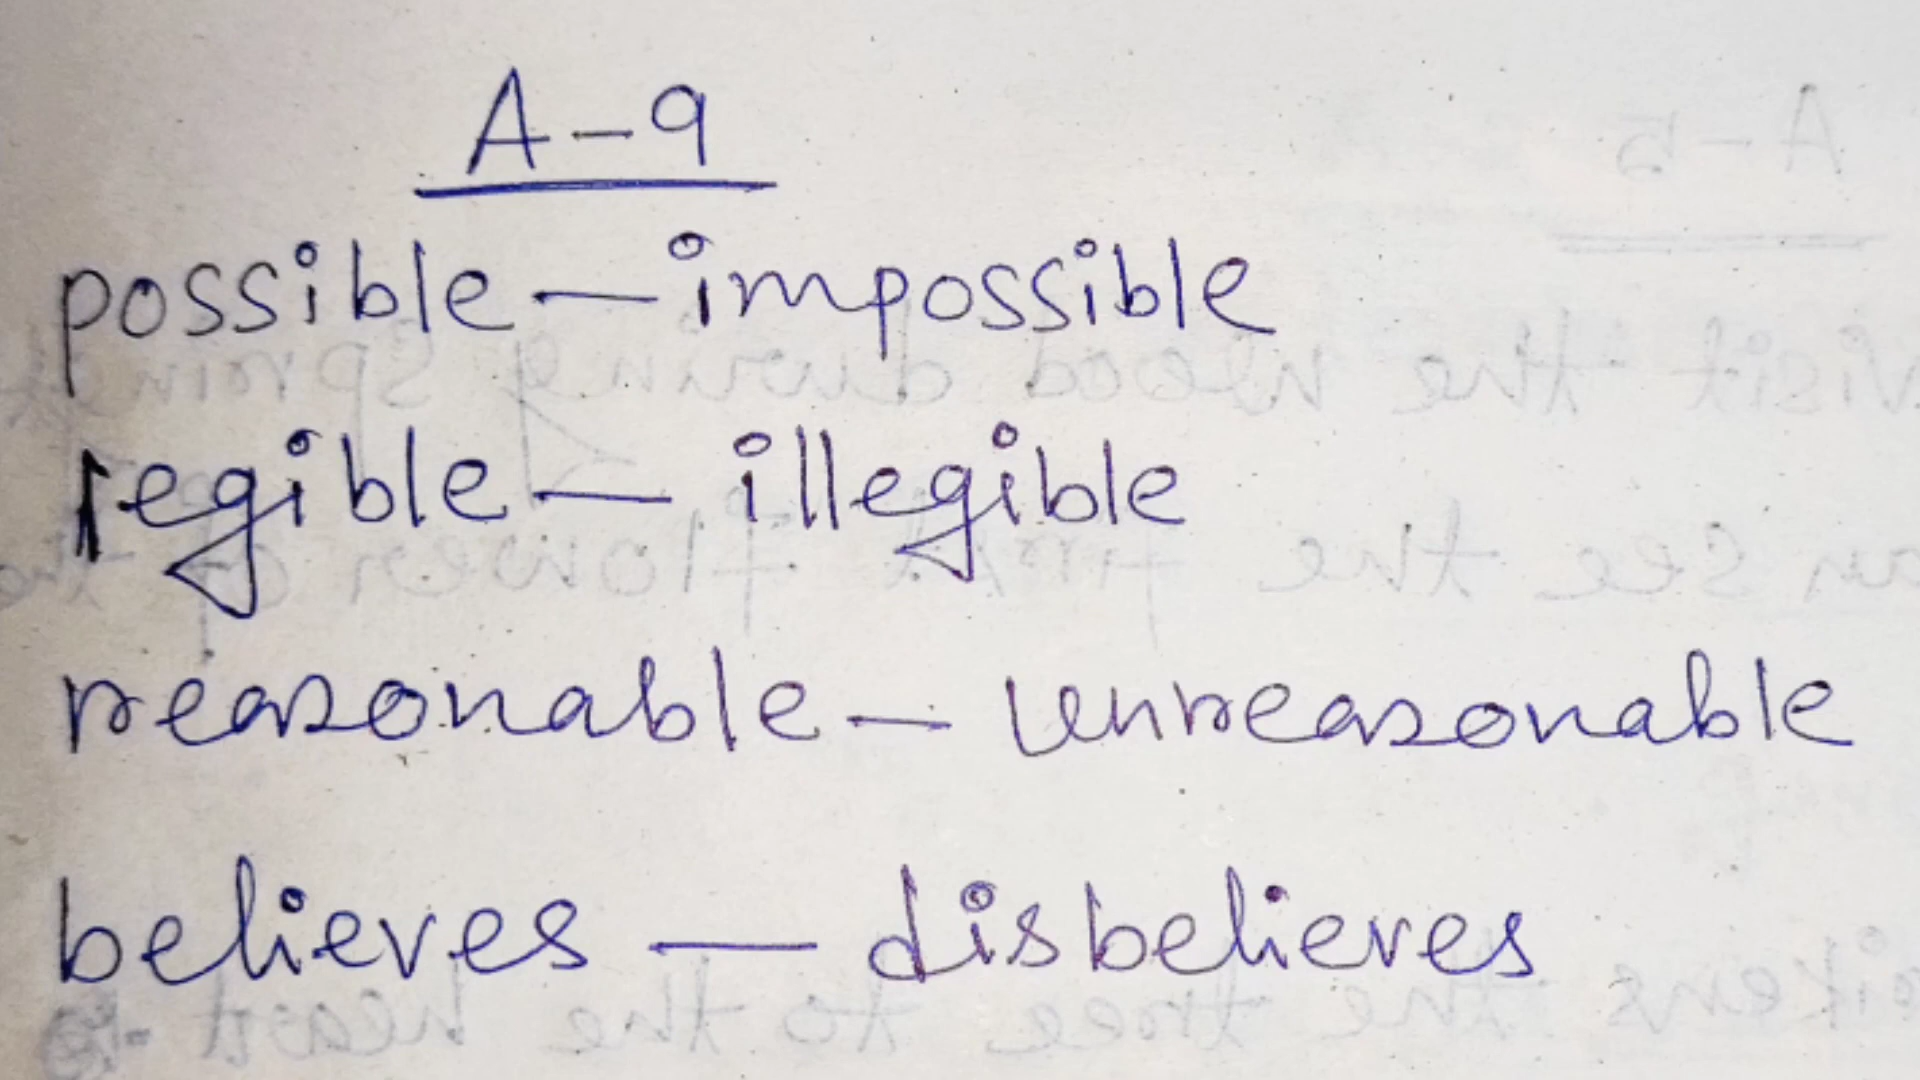 A-9
possible — impossible
legible — illegible
reasonable — unreasonable
believes — disbelieves